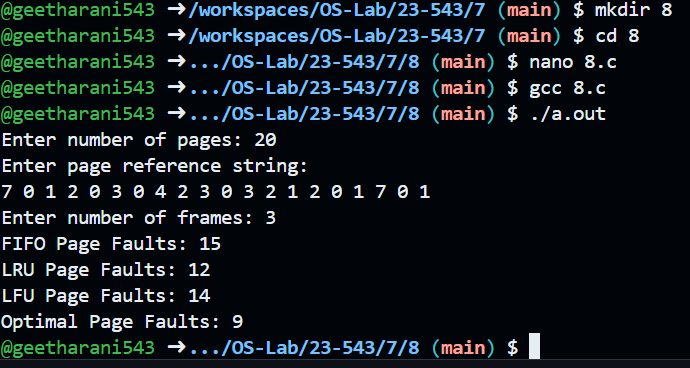 @geetharani543 ➜/workspaces/OS-Lab/23-543/7 (main) $ mkdir 8
@geetharani543 ➜/workspaces/OS-Lab/23-543/7 (main) $ cd 8
@geetharani543 ➜.../OS-Lab/23-543/7/8 (main) $ nano 8.c
@geetharani543 ➜.../OS-Lab/23-543/7/8 (main) $ gcc 8.c
@geetharani543 ➜.../OS-Lab/23-543/7/8 (main) $ ./a.out
Enter number of pages: 20
Enter page reference string:
7 0 1 2 0 3 0 4 2 3 0 3 2 1 2 0 1 7 0 1
Enter number of frames: 3
FIFO Page Faults: 15
LRU Page Faults: 12
LFU Page Faults: 14
Optimal Page Faults: 9
@geetharani543 ➜.../OS-Lab/23-543/7/8 (main) $